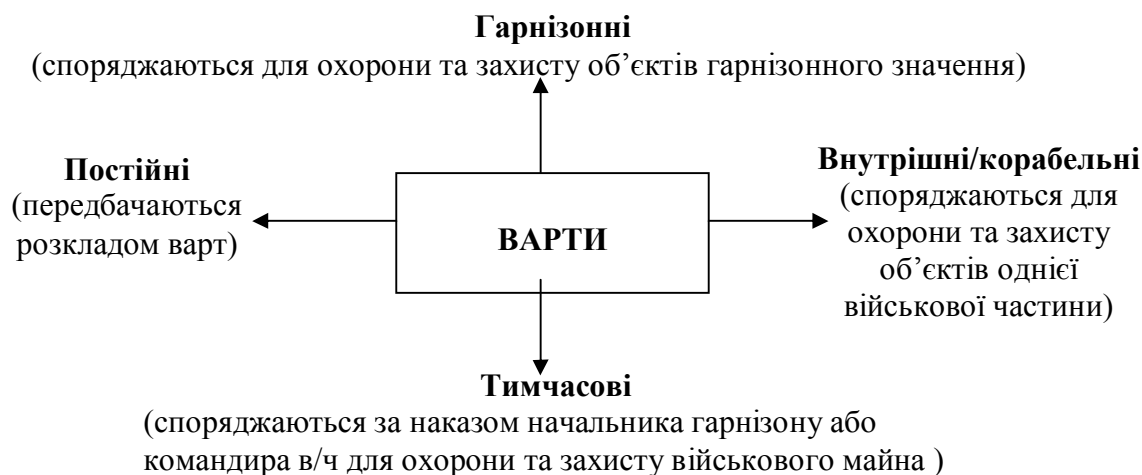 Гарнізонні
(споряджаються для охорони та захисту об’єктів гарнізонного значення)
Постійні
(передбачаються
розкладом варт)
ВАРТИ
Внутрішні/корабельні
(споряджаються для
охорони та захисту
об’єктів однієї
військової частини)
Тимчасові
(споряджаються за наказом начальника гарнізону або
командира в/ч для охорони та захисту військового майна )